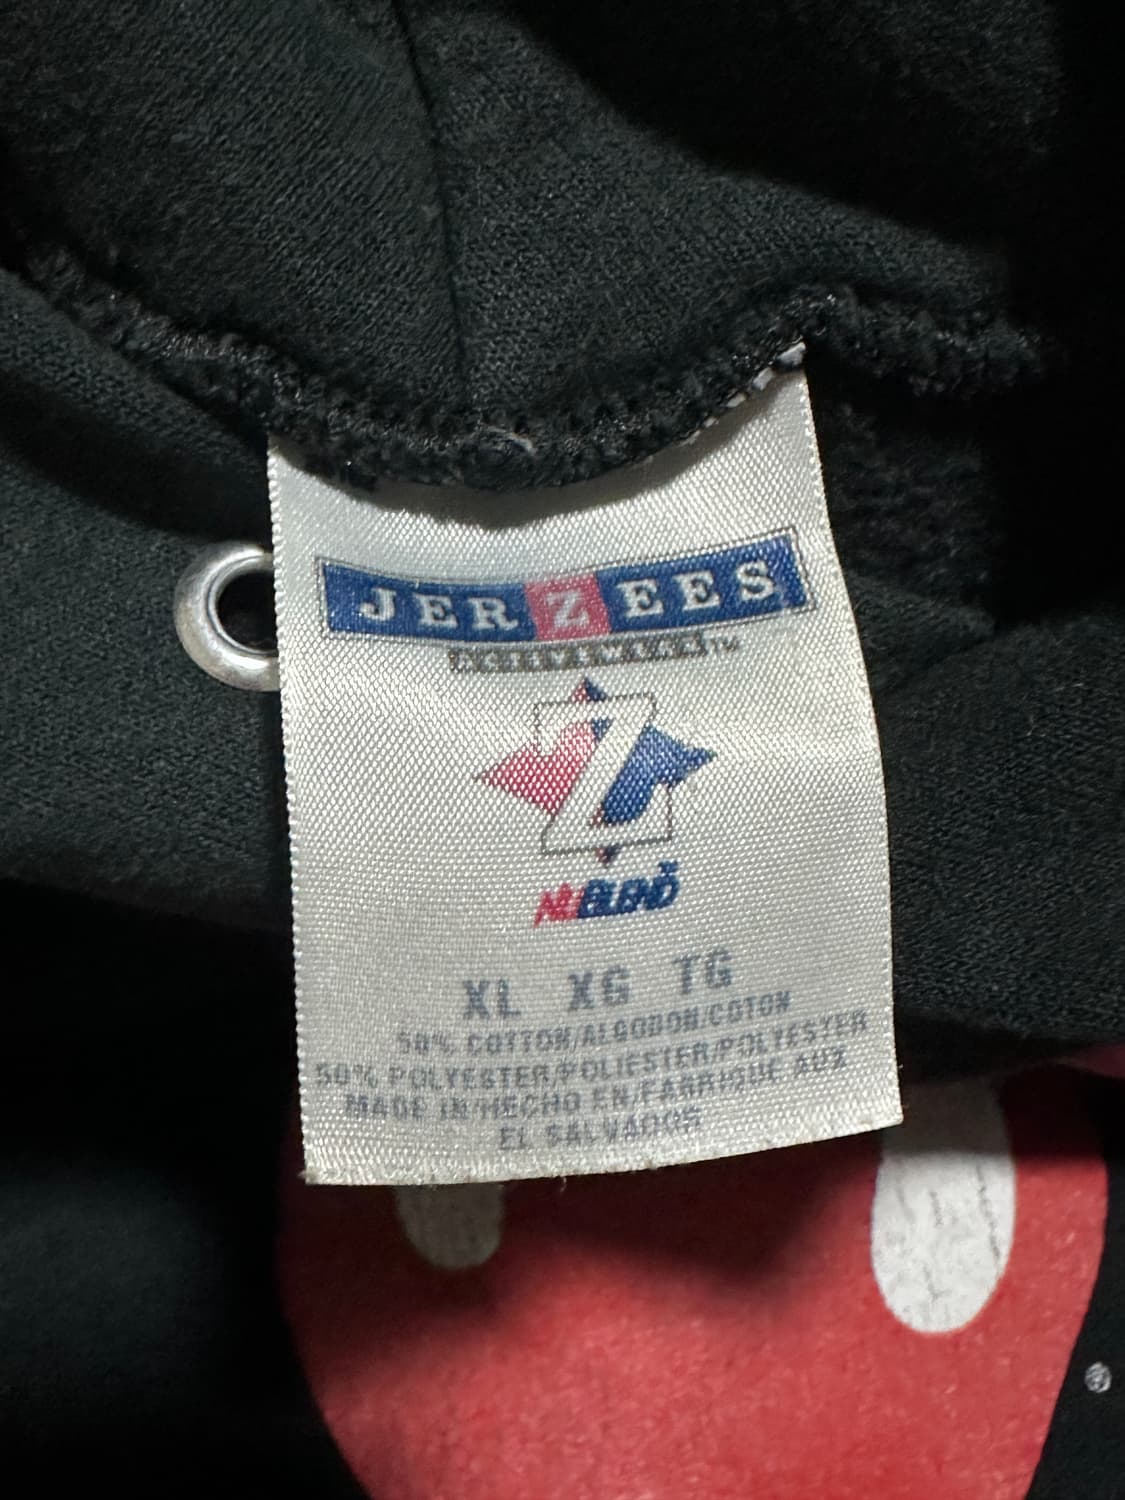 JERZEES
ACTIVEWEAR™
Z
NUBLEND
XL XG TG
50% COTTON/ALGODON/COTON
50% POLYESTER/POLIESTER/POLYESTER
MADE IN/HECHO EN/FABRIQUE AUX
EL SALVADOR